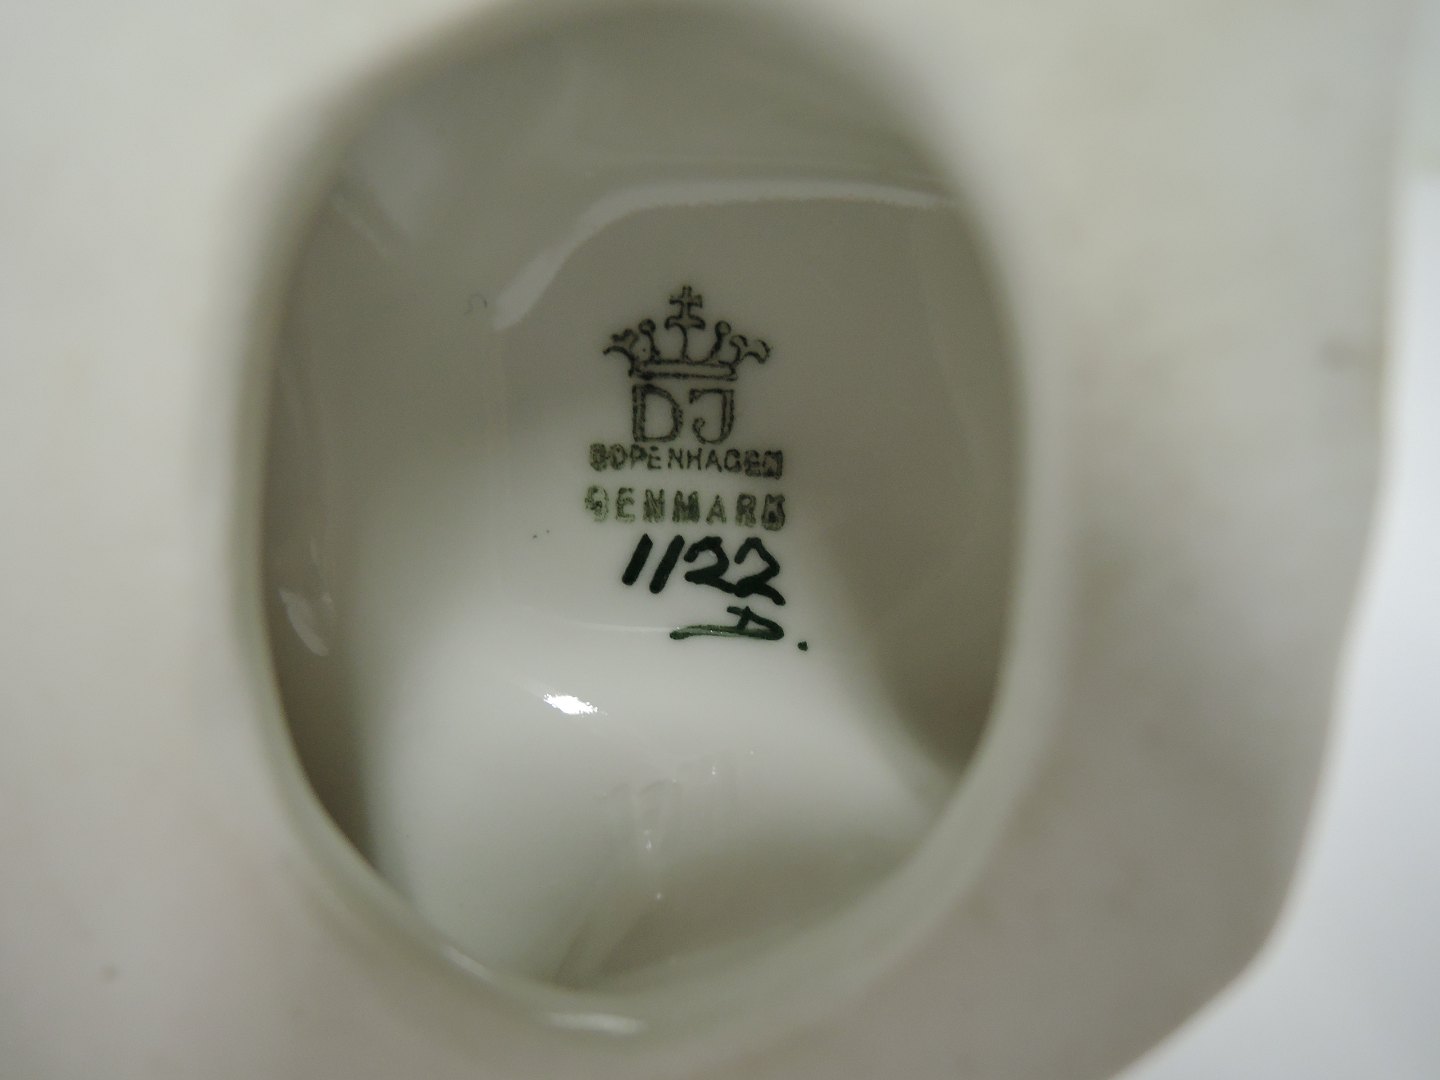 DJ
COPENHAGEN
DENMARK
1122
D.